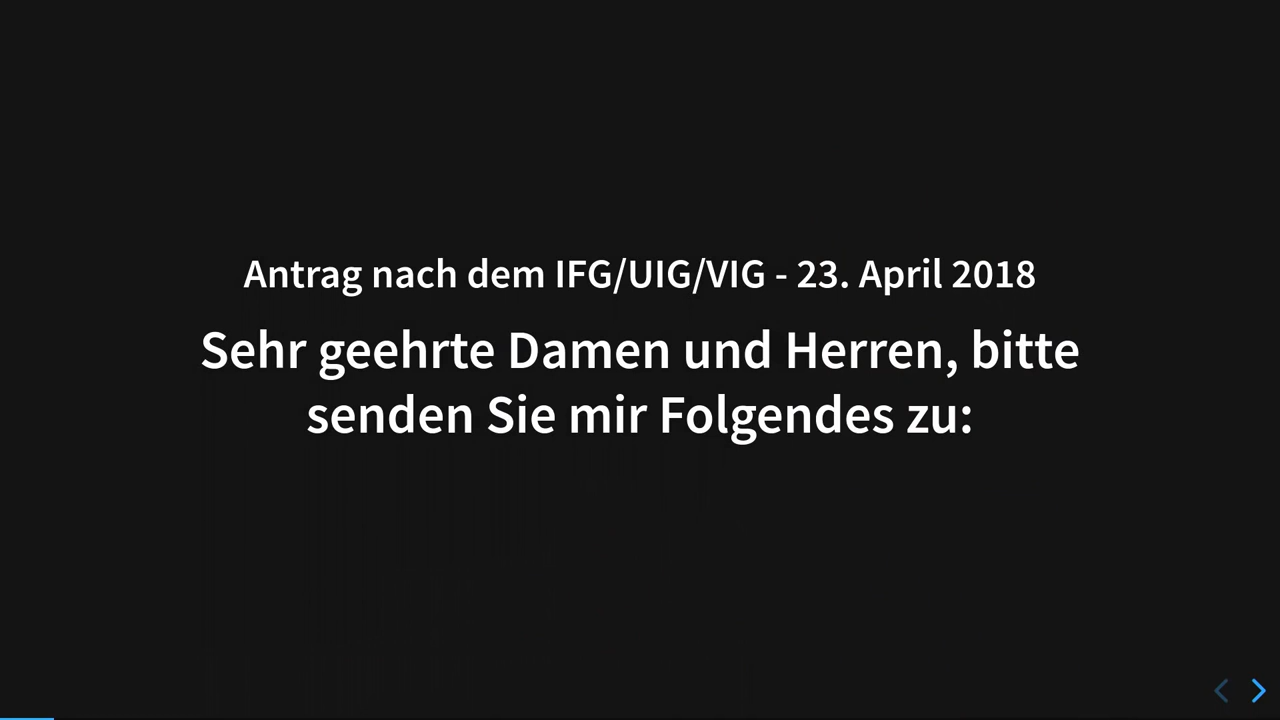 Antrag nach dem IFG/UIG/VIG - 23. April 2018
Sehr geehrte Damen und Herren, bitte
senden Sie mir Folgendes zu: